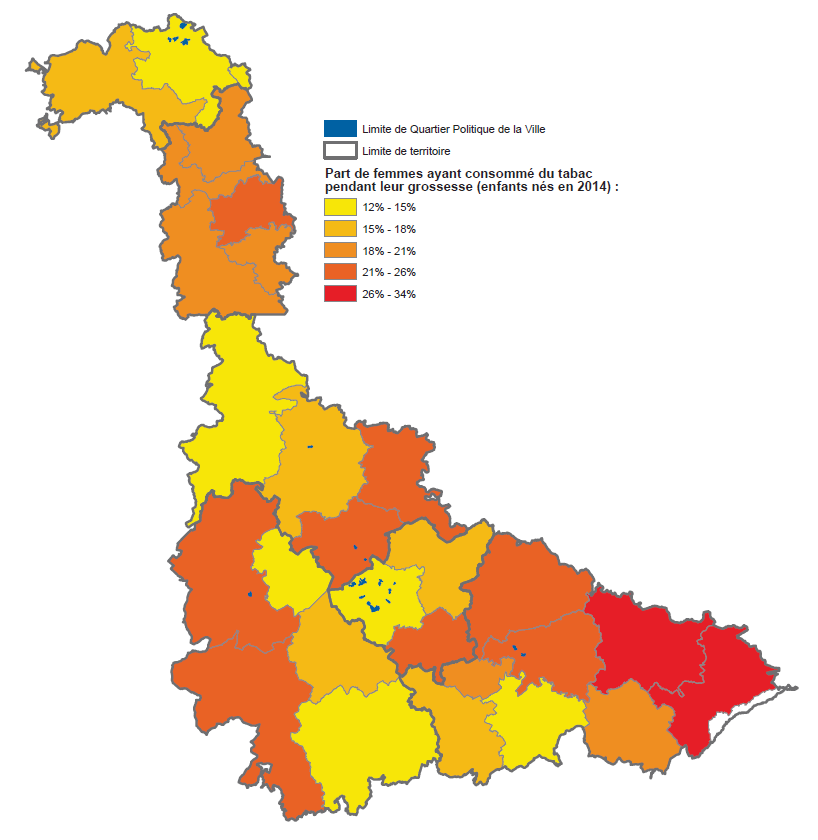 Limite de Quartier Politique de la Ville
Limite de territoire
Part de femmes ayant consommé du tabac
pendant leur grossesse (enfants nés en 2014) :
12% - 15%
15% - 18%
18% - 21%
21% - 26%
26% - 34%